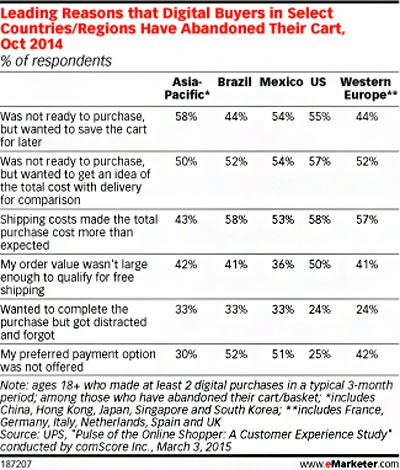 Leading Reasons that Digital Buyers in Select
Countries/Regions Have Abandoned Their Cart,
Oct 2014
% of respondents
Asia-Pacific* Brazil Mexico US Western Europe**
Was not ready to purchase,
but wanted to save the cart
for later
58% 44% 54% 55% 44%
Was not ready to purchase,
but wanted to get an idea of
the total cost with delivery
for comparison
50% 52% 54% 57% 52%
Shipping costs made the total
purchase cost more than
expected
43% 58% 53% 58% 57%
My order value wasn't large
enough to qualify for free
shipping
42% 41% 36% 50% 41%
Wanted to complete the
purchase but got distracted
and forgot
33% 33% 33% 24% 24%
My preferred payment option
was not offered
30% 52% 51% 25% 42%
Note: ages 18+ who made at least 2 digital purchases in a typical 3-month
period; among those who have abandoned their cart/basket; *includes
China, Hong Kong, Japan, Singapore and South Korea; **includes France,
Germany, Italy, Netherlands, Spain and UK
Source: UPS, "Pulse of the Online Shopper: A Customer Experience Study"
conducted by comScore Inc., March 3, 2015
187207 www.eMarketer.com